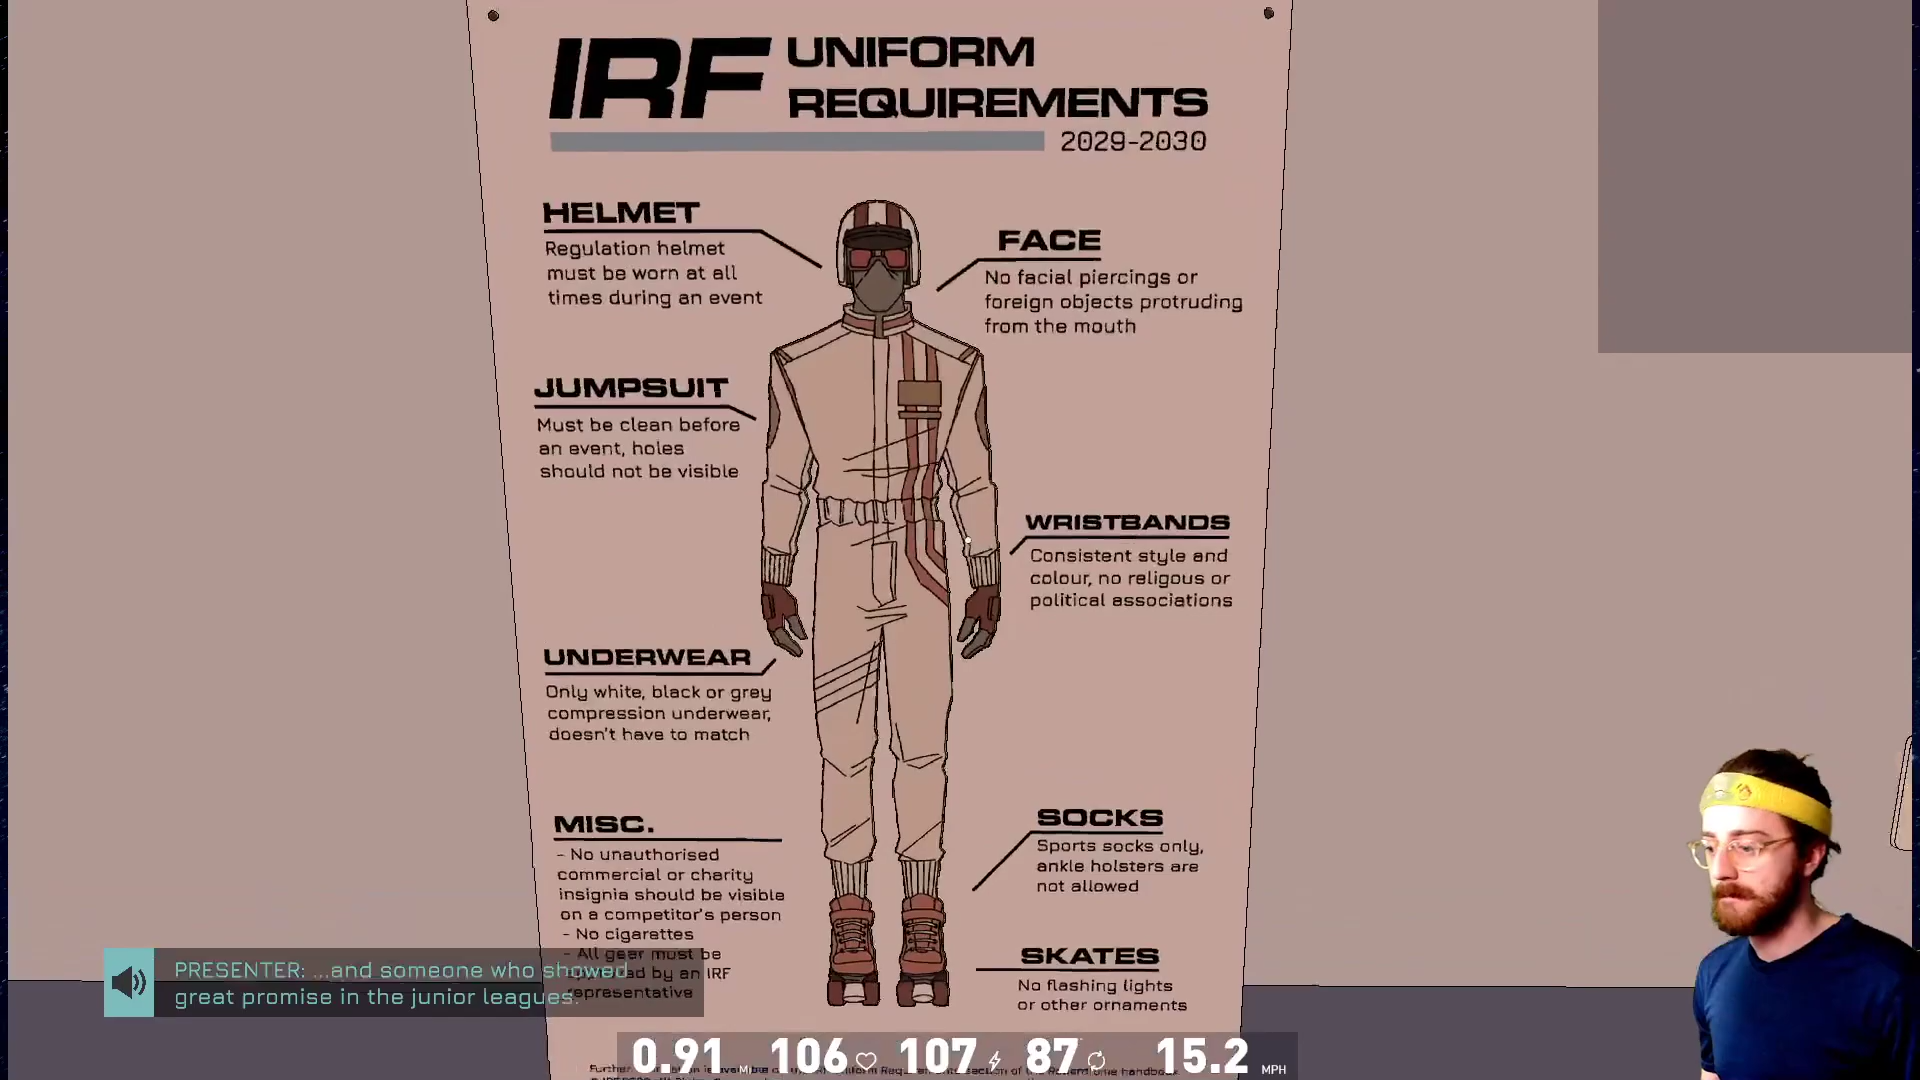 IRF UNIFORM
REQUIREMENTS
2029-2030
HELMET
Regulation helmet
must be worn at all
times during an event
FACE
No facial piercings or
foreign objects protruding
from the mouth
JUMPSUIT
Must be clean before
an event, holes
should not be visible
WRISTBANDS
Consistent style and
colour, no religous or
political associations
UNDERWEAR
Only white, black or grey
compression underwear,
doesn't have to match
MISC.
- No unauthorised
commercial or charity
insignia should be visible
on a competitor's person
- No cigarettes
- All gear must be
by an IRF
representative
SOCKS
Sports socks only,
ankle holsters are
not allowed
SKATES
No flashing lights
or other ornaments
PRESENTER: ...and someone who showed
great promise in the junior leagues.
0.91 MI 106 107 87 15.2 MPH